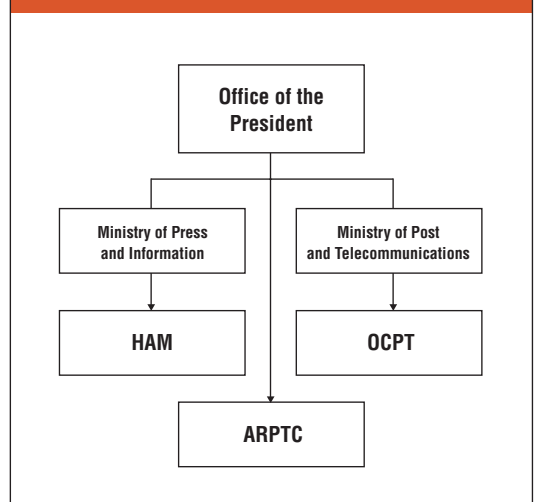 Office of the
President
Ministry of Press
and Information
Ministry of Post
and Telecommunications
HAM
OCPT
ARPTC